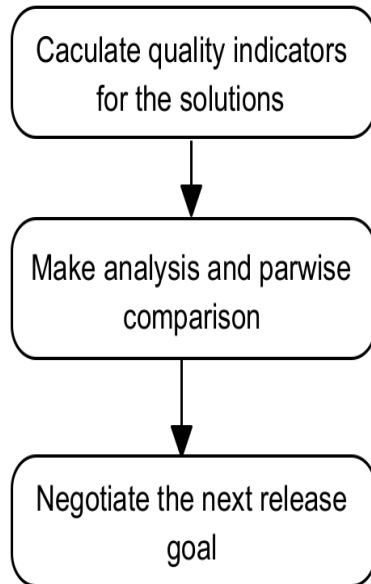 Caculate quality indicators
for the solutions
Make analysis and parwise
comparison
Negotiate the next release
goal